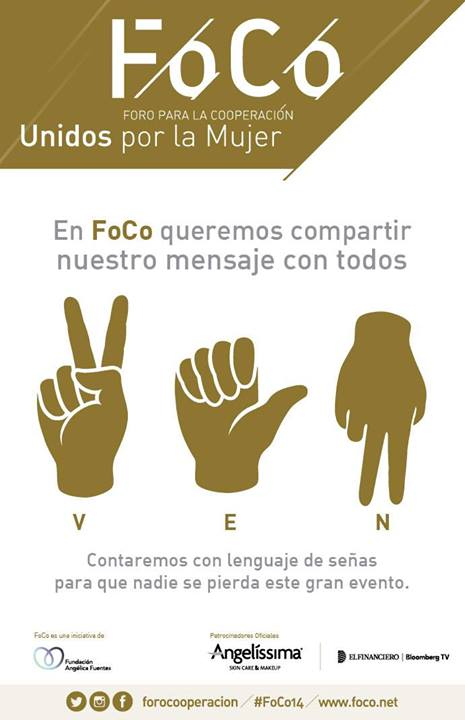 FoCo
FORO PARA LA COOPERACIÓN
Unidos por la Mujer
En FoCo queremos compartir
nuestro mensaje con todos
V E N
Contaremos con lenguaje de señas
para que nadie se pierda este gran evento.
FoCo es una iniciativa de:
Fundación
Angélica Fuentes
Patrocinadores Oficiales
Angelíssima
SKIN CARE & MAKEUP
EL FINANCIERO | Bloomberg TV
forocooperacion / #FoCo14 / www.foco.net